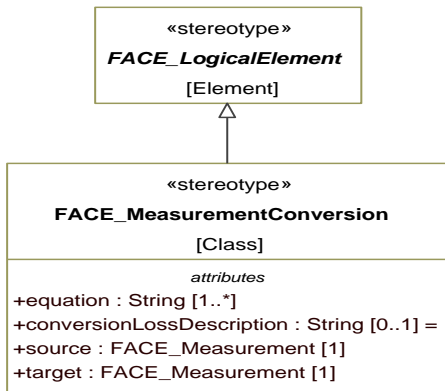 «stereotype»
FACE_LogicalElement
[Element]
«stereotype»
FACE_MeasurementConversion
[Class]
attributes
+equation : String [1..*]
+conversionLossDescription : String [0..1] =
+source : FACE_Measurement [1]
+target : FACE_Measurement [1]